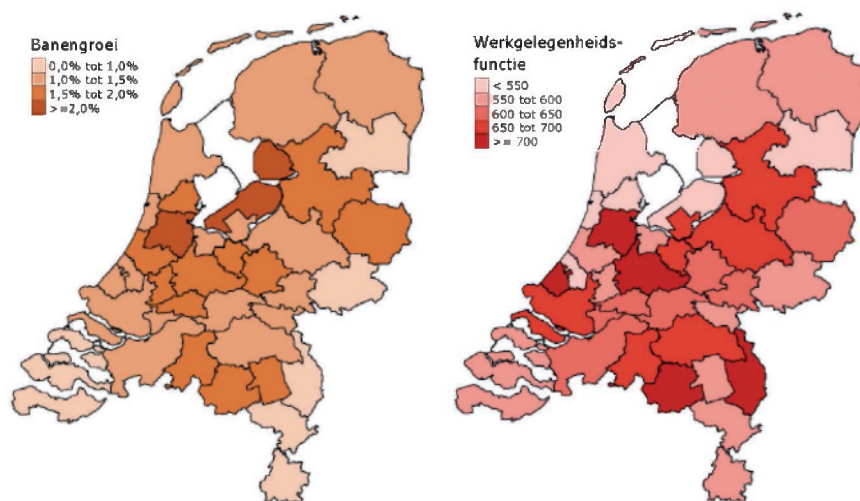 Banengroei
0,0% tot 1,0%
1,0% tot 1,5%
1,5% tot 2,0%
>=2,0%
Werkgelegenheids-
functie
< 550
550 tot 600
600 tot 650
650 tot 700
>= 700